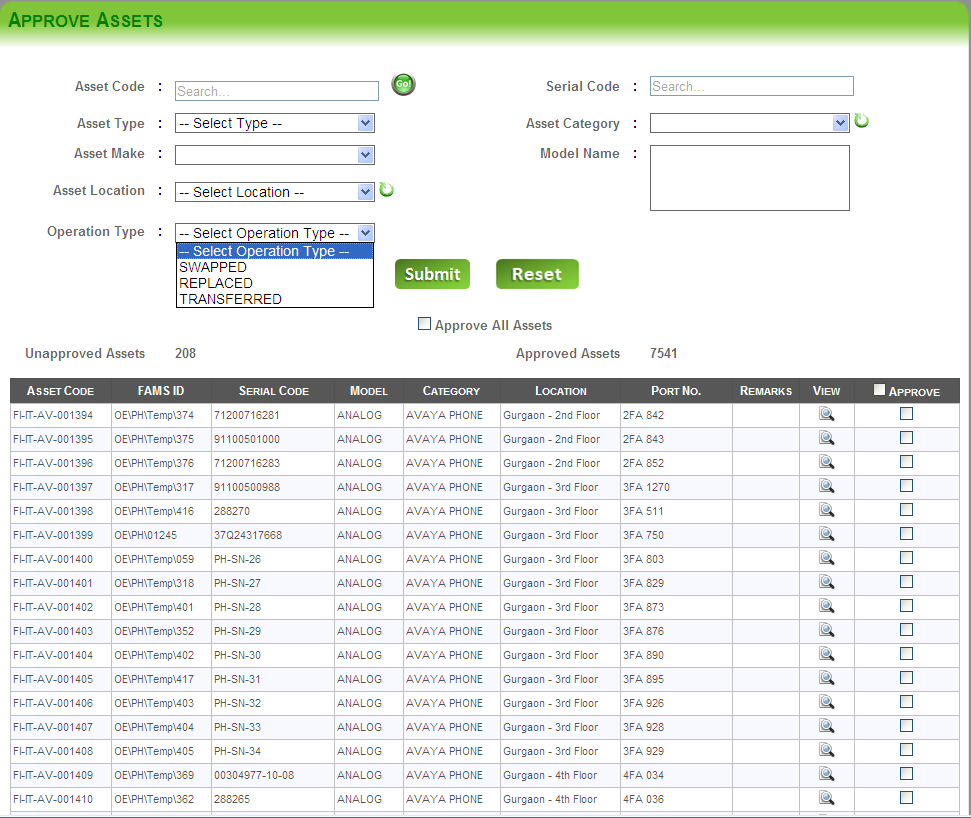 APPROVE ASSETS
Asset Code : Search... Go! Serial Code : Search...
Asset Type : -- Select Type -- Asset Category :
Asset Make : Model Name :
Asset Location : -- Select Location --
Operation Type : -- Select Operation Type --
-- Select Operation Type --
SWAPPED
REPLACED
TRANSFERRED
Submit Reset
Approve All Assets
Unapproved Assets 208 Approved Assets 7541
ASSET CODE FAMS ID SERIAL CODE MODEL CATEGORY LOCATION PORT NO. REMARKS VIEW APPROVE
FI-IT-AV-001394 OE\PH\Temp\374 71200716281 ANALOG AVAYA PHONE Gurgaon - 2nd Floor 2FA 842
FI-IT-AV-001395 OE\PH\Temp\375 91100501000 ANALOG AVAYA PHONE Gurgaon - 2nd Floor 2FA 843
FI-IT-AV-001396 OE\PH\Temp\376 71200716283 ANALOG AVAYA PHONE Gurgaon - 2nd Floor 2FA 852
FI-IT-AV-001397 OE\PH\Temp\317 91100500988 ANALOG AVAYA PHONE Gurgaon - 3rd Floor 3FA 1270
FI-IT-AV-001398 OE\PH\Temp\416 288270 ANALOG AVAYA PHONE Gurgaon - 3rd Floor 3FA 511
FI-IT-AV-001399 OE\PH\01245 37Q24317668 ANALOG AVAYA PHONE Gurgaon - 3rd Floor 3FA 750
FI-IT-AV-001400 OE\PH\Temp\059 PH-SN-26 ANALOG AVAYA PHONE Gurgaon - 3rd Floor 3FA 803
FI-IT-AV-001401 OE\PH\Temp\318 PH-SN-27 ANALOG AVAYA PHONE Gurgaon - 3rd Floor 3FA 829
FI-IT-AV-001402 OE\PH\Temp\401 PH-SN-28 ANALOG AVAYA PHONE Gurgaon - 3rd Floor 3FA 873
FI-IT-AV-001403 OE\PH\Temp\352 PH-SN-29 ANALOG AVAYA PHONE Gurgaon - 3rd Floor 3FA 876
FI-IT-AV-001404 OE\PH\Temp\402 PH-SN-30 ANALOG AVAYA PHONE Gurgaon - 3rd Floor 3FA 890
FI-IT-AV-001405 OE\PH\Temp\417 PH-SN-31 ANALOG AVAYA PHONE Gurgaon - 3rd Floor 3FA 895
FI-IT-AV-001406 OE\PH\Temp\403 PH-SN-32 ANALOG AVAYA PHONE Gurgaon - 3rd Floor 3FA 926
FI-IT-AV-001407 OE\PH\Temp\404 PH-SN-33 ANALOG AVAYA PHONE Gurgaon - 3rd Floor 3FA 928
FI-IT-AV-001408 OE\PH\Temp\405 PH-SN-34 ANALOG AVAYA PHONE Gurgaon - 3rd Floor 3FA 929
FI-IT-AV-001409 OE\PH\Temp\369 00304977-10-08 ANALOG AVAYA PHONE Gurgaon - 4th Floor 4FA 034
FI-IT-AV-001410 OE\PH\Temp\362 288265 ANALOG AVAYA PHONE Gurgaon - 4th Floor 4FA 036